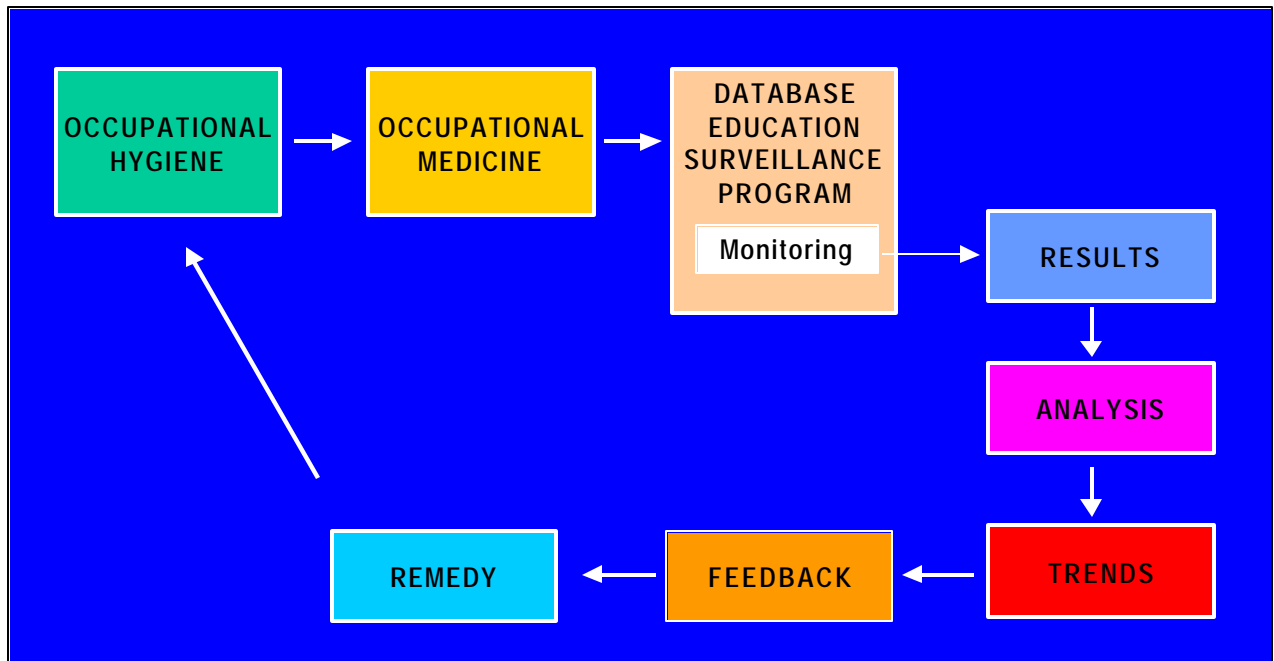 OCCUPATIONAL
HYGIENE
OCCUPATIONAL
MEDICINE
DATABASE
EDUCATION
SURVEILLANCE
PROGRAM
Monitoring
RESULTS
ANALYSIS
TRENDS
FEEDBACK
REMEDY